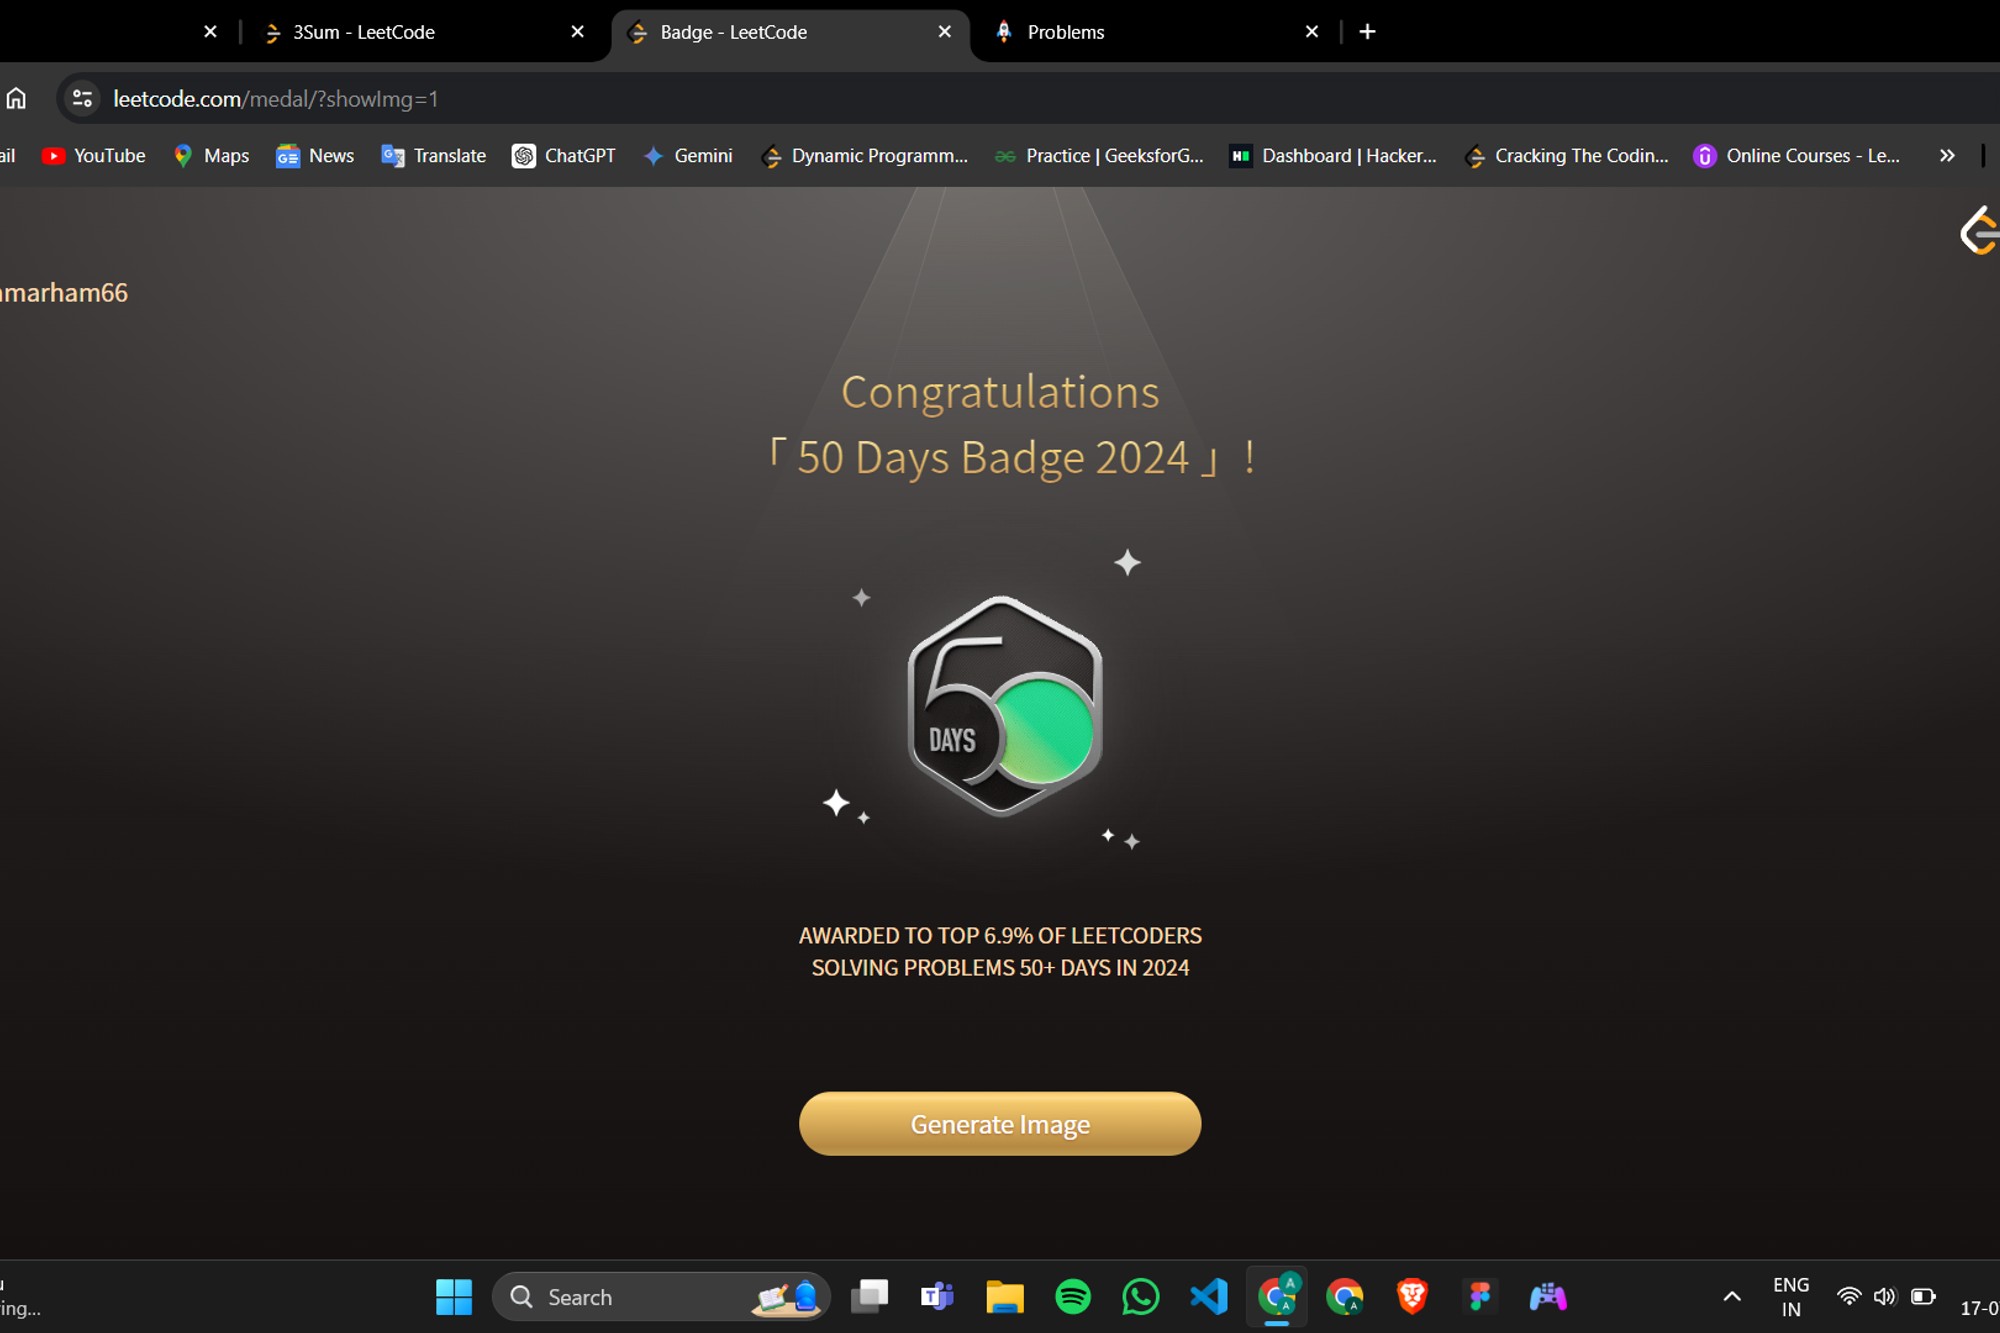 3Sum - LeetCode
Badge - LeetCode
Problems
leetcode.com/medal/?showImg=1
ail YouTube Maps News Translate ChatGPT Gemini Dynamic Programm... Practice | GeeksforG... Dashboard | Hacker... Cracking The Codin... Online Courses - Le...
marham66
Congratulations
「 50 Days Badge 2024 」 !
50
DAYS
AWARDED TO TOP 6.9% OF LEETCODERS
SOLVING PROBLEMS 50+ DAYS IN 2024
Generate Image
ing...
Search
ENG
IN
17-0